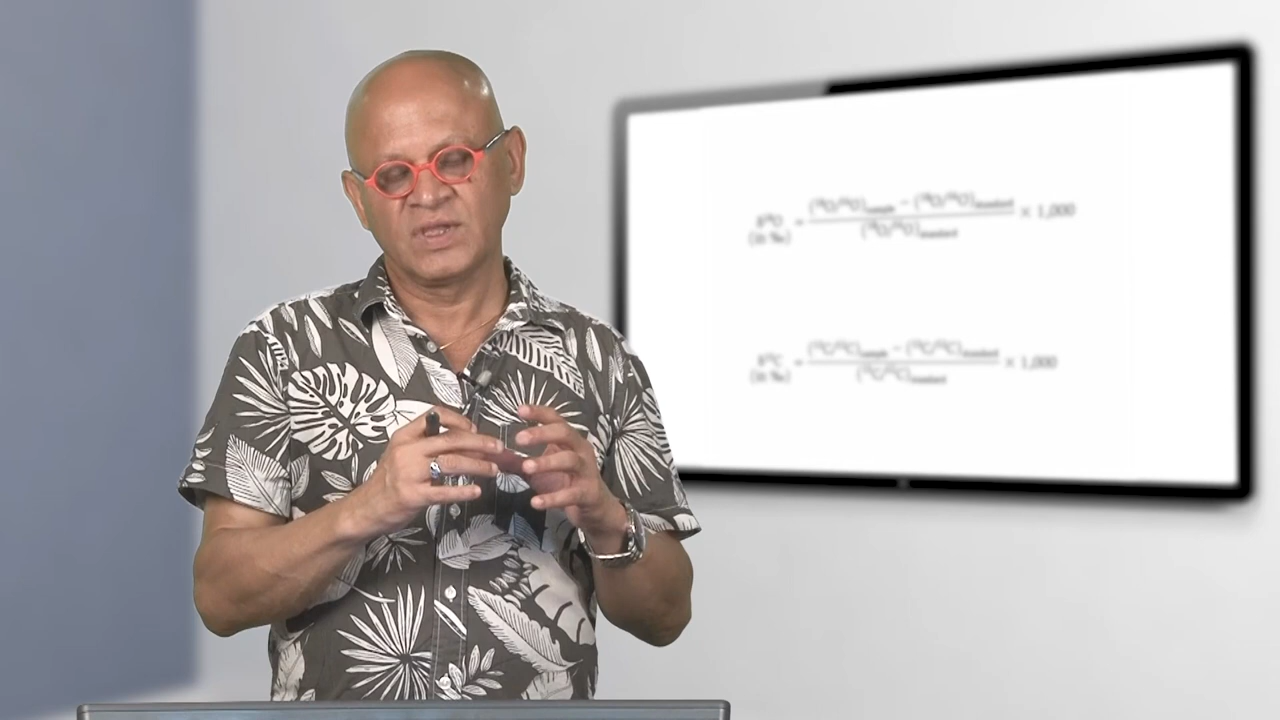 δ¹⁸O (in ‰) = (¹⁸O/¹⁶O)sample − (¹⁸O/¹⁶O)standard / (¹⁸O/¹⁶O)standard × 1,000
δ¹³C (in ‰) = (¹³C/¹²C)sample − (¹³C/¹²C)standard / (¹³C/¹²C)standard × 1,000